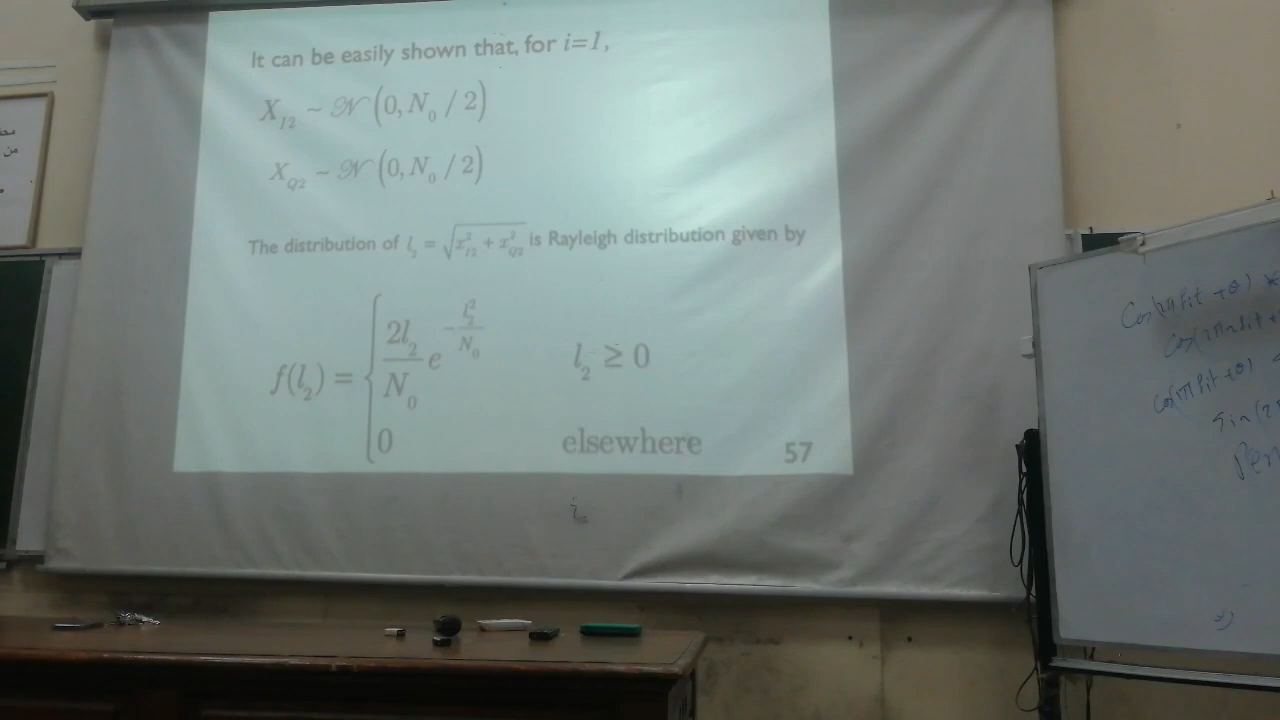 It can be easily shown that, for i=1,
X_{I2} ~ 𝒩(0, N_0 / 2)
X_{Q2} ~ 𝒩(0, N_0 / 2)
The distribution of l_2 = √(x_{I2}^2 + x_{Q2}^2) is Rayleigh distribution given by
f(l_2) = { (2l_2 / N_0) e^{-l_2^2 / N_0}   l_2 ≥ 0
0   elsewhere
57
من